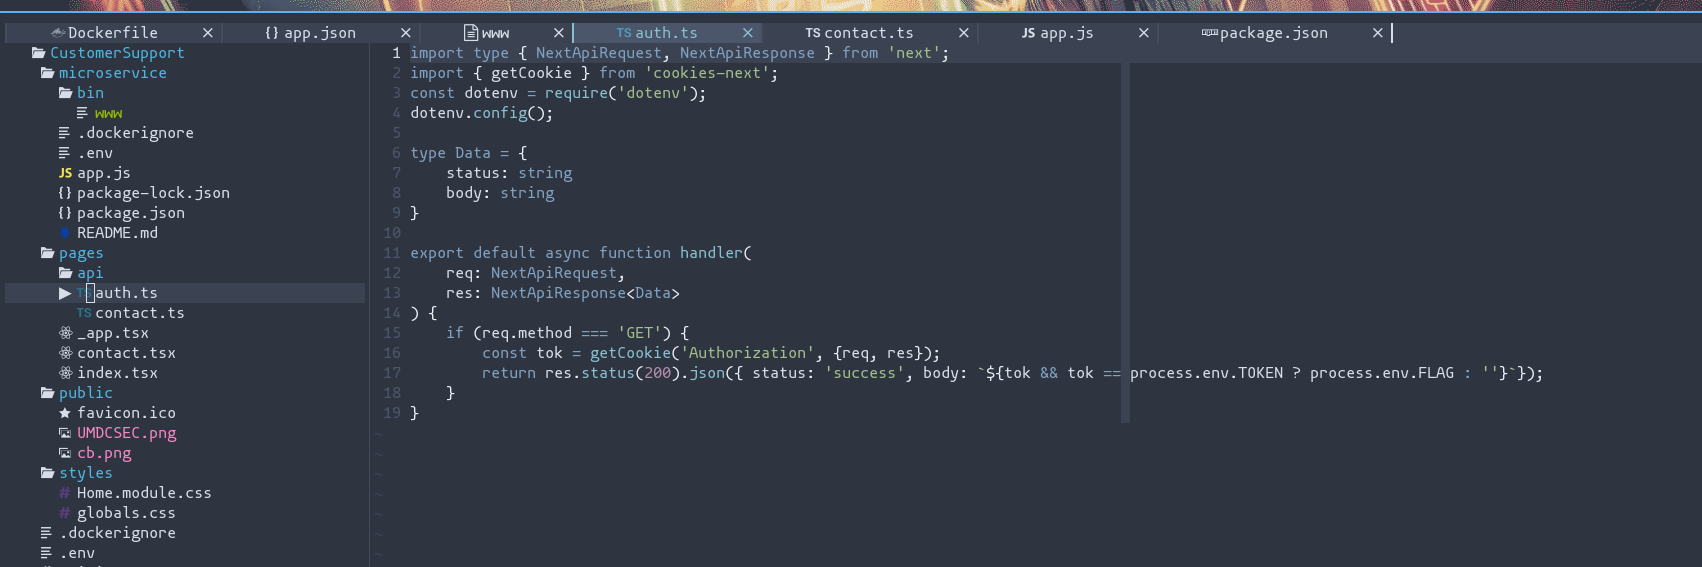 Dockerfile ✕ {} app.json ✕ www ✕ TS auth.ts ✕ TS contact.ts ✕ JS app.js ✕ package.json ✕
CustomerSupport
microservice
bin
www
.dockerignore
.env
JS app.js
{} package-lock.json
{} package.json
README.md
pages
api
TS auth.ts
TS contact.ts
_app.tsx
contact.tsx
index.tsx
public
favicon.ico
UMDCSEC.png
cb.png
styles
# Home.module.css
# globals.css
.dockerignore
.env
1 import type { NextApiRequest, NextApiResponse } from 'next';
2 import { getCookie } from 'cookies-next';
3 const dotenv = require('dotenv');
4 dotenv.config();
5
6 type Data = {
7     status: string
8     body: string
9 }
10
11 export default async function handler(
12     req: NextApiRequest,
13     res: NextApiResponse<Data>
14 ) {
15     if (req.method === 'GET') {
16         const tok = getCookie('Authorization', {req, res});
17         return res.status(200).json({ status: 'success', body: `${tok && tok == process.env.TOKEN ? process.env.FLAG : ''}`});
18     }
19 }
~
~
~
~
~
~
~